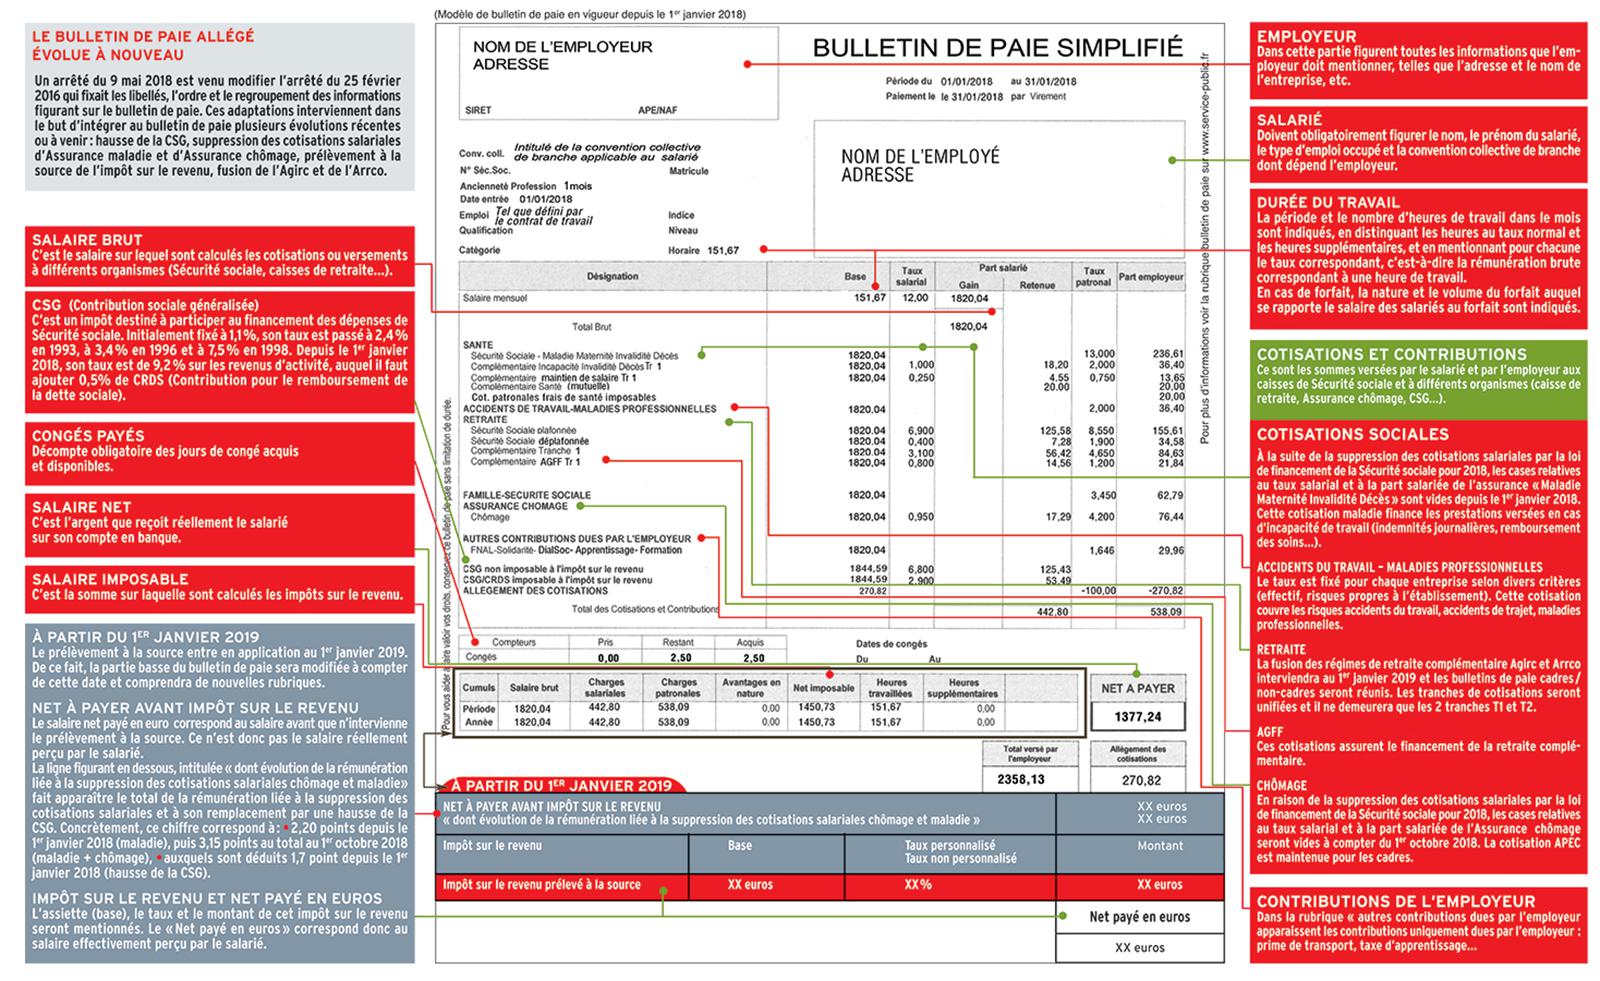 (Modèle de bulletin de paie en vigueur depuis le 1er janvier 2018)
LE BULLETIN DE PAIE ALLÉGÉ
ÉVOLUE À NOUVEAU
Un arrêté du 9 mai 2018 est venu modifier l'arrêté du 25 février
2016 qui fixait les libellés, l'ordre et le regroupement des informations
figurant sur le bulletin de paie. Ces adaptations interviennent dans
le but d'intégrer au bulletin de paie plusieurs évolutions récentes
ou à venir : hausse de la CSG, suppression des cotisations salariales
d'Assurance maladie et d'Assurance chômage, prélèvement à la
source de l'impôt sur le revenu, fusion de l'Agirc et de l'Arrco.
SALAIRE BRUT
C'est le salaire sur lequel sont calculés les cotisations ou versements
à différents organismes (Sécurité sociale, caisses de retraite...).
CSG (Contribution sociale généralisée)
C'est un impôt destiné à participer au financement des dépenses de
Sécurité sociale. Initialement fixé à 1,1%, son taux est passé à 2,4%
en 1993, à 3,4% en 1996 et à 7,5% en 1998. Depuis le 1er janvier
2018, son taux est de 9,2% sur les revenus d'activité, auquel il faut
ajouter 0,5% de CRDS (Contribution pour le remboursement de
la dette sociale).
CONGÉS PAYÉS
Décompte obligatoire des jours de congé acquis
et disponibles.
SALAIRE NET
C'est l'argent que reçoit réellement le salarié
sur son compte en banque.
SALAIRE IMPOSABLE
C'est la somme sur laquelle sont calculés les impôts sur le revenu.
À PARTIR DU 1ER JANVIER 2019
Le prélèvement à la source entre en application au 1er janvier 2019.
De ce fait, la partie basse du bulletin de paie sera modifiée à compter
de cette date et comprendra de nouvelles rubriques.
NET À PAYER AVANT IMPÔT SUR LE REVENU
Le salaire net payé en euro correspond au salaire avant que n'intervienne
le prélèvement à la source. Ce n'est donc pas le salaire réellement
perçu par le salarié.
La ligne figurant en dessous, intitulée « dont évolution de la rémunération
liée à la suppression des cotisations salariales chômage et maladie»
fait apparaître le total de la rémunération liée à la suppression des
cotisations salariales et à son remplacement par une hausse de la
CSG. Concrètement, ce chiffre correspond à : • 2,20 points depuis le
1er janvier 2018 (maladie), puis 3,15 points au total au 1er octobre 2018
(maladie + chômage), • auxquels sont déduits 1,7 point depuis le 1er
janvier 2018 (hausse de la CSG).
IMPÔT SUR LE REVENU ET NET PAYÉ EN EUROS
L'assiette (base), le taux et le montant de cet impôt sur le revenu
seront mentionnés. Le «Net payé en euros» correspond donc au
salaire effectivement perçu par le salarié.
NOM DE L'EMPLOYEUR
ADRESSE
SIRET APE/NAF
BULLETIN DE PAIE SIMPLIFIÉ
Période du 01/01/2018 au 31/01/2018
Paiement le le 31/01/2018 par Virement
NOM DE L'EMPLOYÉ
ADRESSE
Conv. coll. Intitulé de la convention collective
de branche applicable au salarié
N° Séc.Soc. Matricule
Ancienneté Profession 1mois
Date entrée 01/01/2018
Emploi Tel que défini par Indice
le contrat de travail
Qualification Niveau
Catégorie Horaire 151,67
Désignation Base Taux salarial Part salarié Gain Retenue Taux patronal Part employeur
Salaire mensuel 151,67 12,00 1820,04
Total Brut 1820,04
SANTE
Sécurité Sociale - Maladie Maternité Invalidité Décès 1820,04 13,000 236,61
Complémentaire Incapacité Invalidité Décès Tr 1 1820,04 1,000 18,20 2,000 36,40
Complémentaire maintien de salaire Tr 1 1820,04 0,250 4,55 0,750 13,65
Complémentaire Santé (mutuelle) 20,00 20,00
Cot. patronales frais de santé imposables 20,00
ACCIDENTS DE TRAVAIL-MALADIES PROFESSIONNELLES 1820,04 2,000 36,40
RETRAITE
Sécurité Sociale plafonnée 1820,04 6,900 125,58 8,550 155,61
Sécurité Sociale déplafonnée 1820,04 0,400 7,28 1,900 34,58
Complémentaire Tranche 1 1820,04 3,100 56,42 4,650 84,63
Complémentaire AGFF Tr 1 1820,04 0,800 14,56 1,200 21,84
FAMILLE-SECURITE SOCIALE 1820,04 3,450 62,79
ASSURANCE CHOMAGE
Chômage 1820,04 0,950 17,29 4,200 76,44
AUTRES CONTRIBUTIONS DUES PAR L'EMPLOYEUR
FNAL-Solidarité- DialSoc- Apprentissage- Formation 1820,04 1,646 29,96
CSG non imposable à l'impôt sur le revenu 1844,59 6,800 125,43
CSG/CRDS imposable à l'impôt sur le revenu 1844,59 2.900 53,49
ALLEGEMENT DES COTISATIONS 270,82 -100,00 -270,82
Total des Cotisations et Contributions 442,80 538,09
Compteurs Pris Restant Acquis Dates de congés
Congés 0,00 2,50 2,50 Du Au
Cumuls Salaire brut Charges salariales Charges patronales Avantages en nature Net imposable Heures travaillées Heures supplémentaires
Période 1820,04 442,80 538,09 0,00 1450,73 151,67 0,00
Année 1820,04 442,80 538,09 0,00 1450,73 151,67 0,00
NET A PAYER
1377,24
Total versé par l'employeur
2358,13
Allègement des cotisations
270,82
À PARTIR DU 1ER JANVIER 2019
NET À PAYER AVANT IMPÔT SUR LE REVENU XX euros
« dont évolution de la rémunération liée à la suppression des cotisations salariales chômage et maladie » XX euros
Impôt sur le revenu Base Taux personnalisé Montant
Taux non personnalisé
Impôt sur le revenu prélevé à la source XX euros XX% XX euros
Net payé en euros
XX euros
Pour plus d'informations voir la rubrique bulletin de paie sur www.service-public.fr
EMPLOYEUR
Dans cette partie figurent toutes les informations que l'em-
ployeur doit mentionner, telles que l'adresse et le nom de
l'entreprise, etc.
SALARIÉ
Doivent obligatoirement figurer le nom, le prénom du salarié,
le type d'emploi occupé et la convention collective de branche
dont dépend l'employeur.
DURÉE DU TRAVAIL
La période et le nombre d'heures de travail dans le mois
sont indiqués, en distinguant les heures au taux normal et
les heures supplémentaires, et en mentionnant pour chacune
le taux correspondant, c'est-à-dire la rémunération brute
correspondant à une heure de travail.
En cas de forfait, la nature et le volume du forfait auquel
se rapporte le salaire des salariés au forfait sont indiqués.
COTISATIONS ET CONTRIBUTIONS
Ce sont les sommes versées par le salarié et par l'employeur aux
caisses de Sécurité sociale et à différents organismes (caisse de
retraite, Assurance chômage, CSG...).
COTISATIONS SOCIALES
À la suite de la suppression des cotisations salariales par la loi
de financement de la Sécurité sociale pour 2018, les cases relatives
au taux salarial et à la part salariée de l'assurance «Maladie
Maternité Invalidité Décès» sont vides depuis le 1er janvier 2018.
Cette cotisation maladie finance les prestations versées en cas
d'incapacité de travail (indemnités journalières, remboursement
des soins...).
ACCIDENTS DU TRAVAIL – MALADIES PROFESSIONNELLES
Le taux est fixé pour chaque entreprise selon divers critères
(effectif, risques propres à l'établissement). Cette cotisation
couvre les risques accidents du travail, accidents de trajet, maladies
professionnelles.
RETRAITE
La fusion des régimes de retraite complémentaire Agirc et Arrco
interviendra au 1er janvier 2019 et les bulletins de paie cadres/
non-cadres seront réunis. Les tranches de cotisations seront
unifiées et il ne demeurera que les 2 tranches T1 et T2.
AGFF
Ces cotisations assurent le financement de la retraite complé-
mentaire.
CHÔMAGE
En raison de la suppression des cotisations salariales par la loi
de financement de la Sécurité sociale pour 2018, les cases relatives
au taux salarial et à la part salariée de l'Assurance chômage
seront vides à compter du 1er octobre 2018. La cotisation APEC
est maintenue pour les cadres.
CONTRIBUTIONS DE L'EMPLOYEUR
Dans la rubrique « autres contributions dues par l'employeur
apparaissent les contributions uniquement dues par l'employeur :
prime de transport, taxe d'apprentissage...